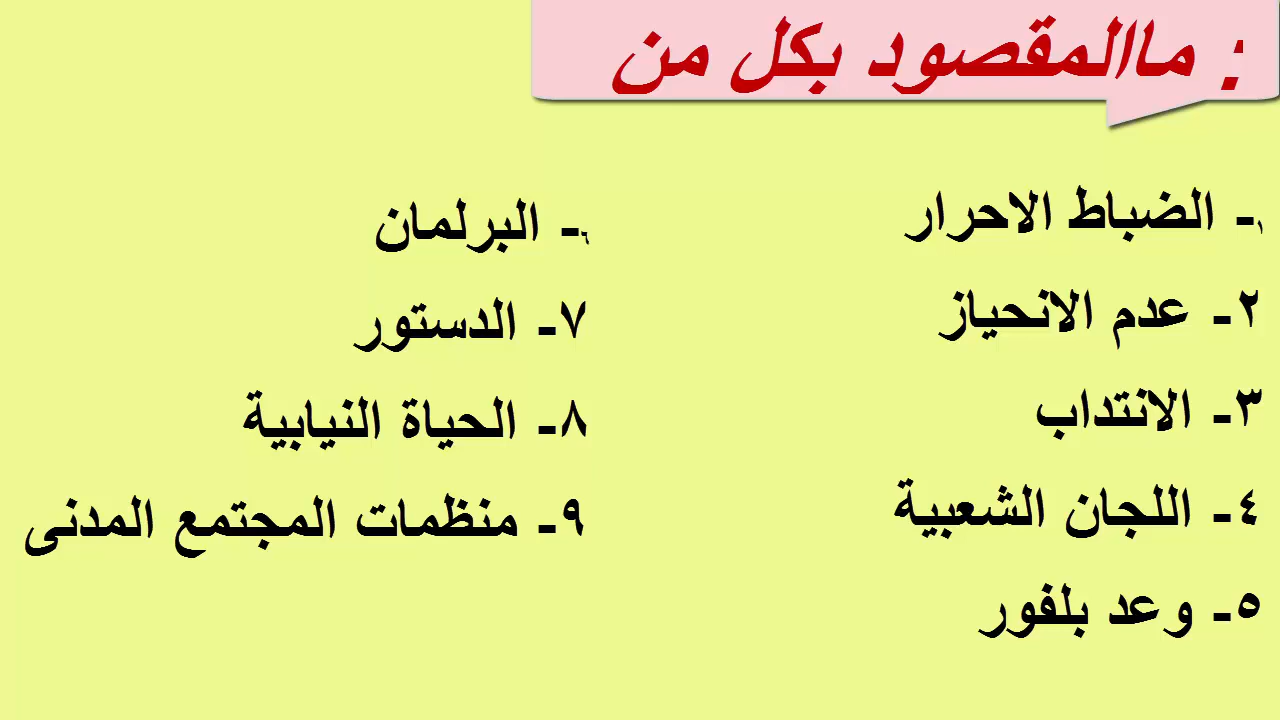 ماالمقصود بكل من :
١- الضباط الاحرار
٢- عدم الانحياز
٣- الانتداب
٤- اللجان الشعبية
٥- وعد بلفور
٦- البرلمان
٧- الدستور
٨- الحياة النيابية
٩- منظمات المجتمع المدنى